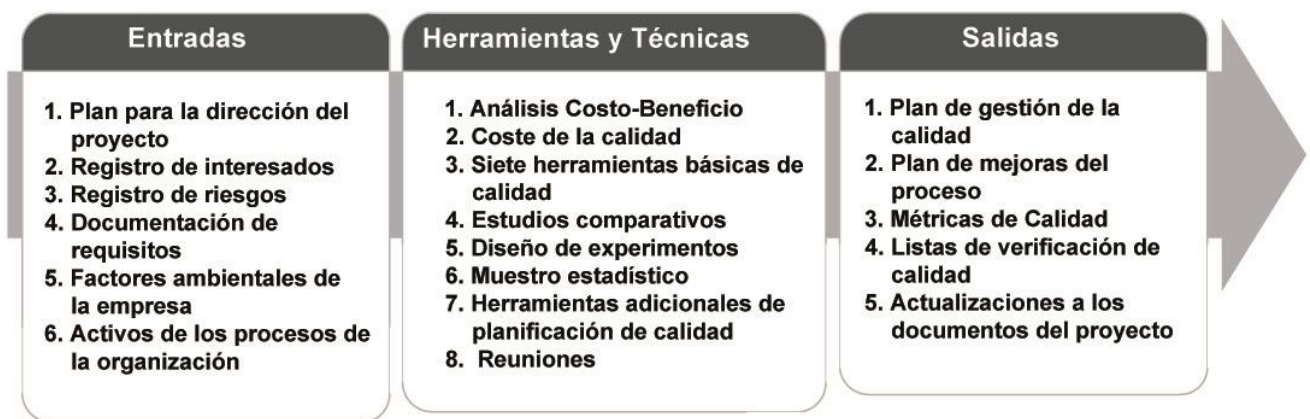 Entradas
1. Plan para la dirección del
proyecto
2. Registro de interesados
3. Registro de riesgos
4. Documentación de
requisitos
5. Factores ambientales de
la empresa
6. Activos de los procesos de
la organización
Herramientas y Técnicas
1. Análisis Costo-Beneficio
2. Coste de la calidad
3. Siete herramientas básicas de
calidad
4. Estudios comparativos
5. Diseño de experimentos
6. Muestro estadístico
7. Herramientas adicionales de
planificación de calidad
8. Reuniones
Salidas
1. Plan de gestión de la
calidad
2. Plan de mejoras del
proceso
3. Métricas de Calidad
4. Listas de verificación de
calidad
5. Actualizaciones a los
documentos del proyecto